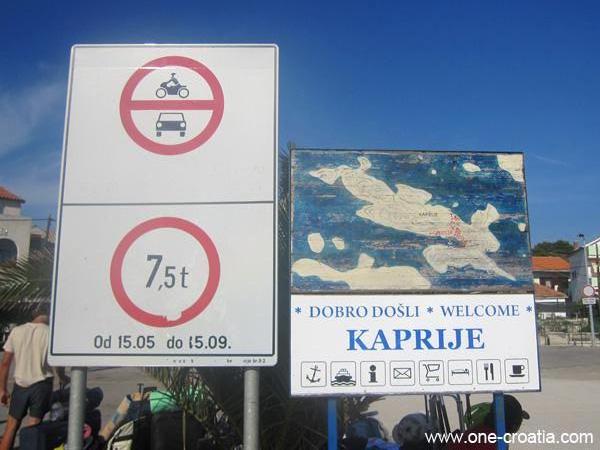 7,5t
Od 15.05 do 15.09.
KAPRIJE
* DOBRO DOŠLI * WELCOME *
KAPRIJE
www.one-croatia.com